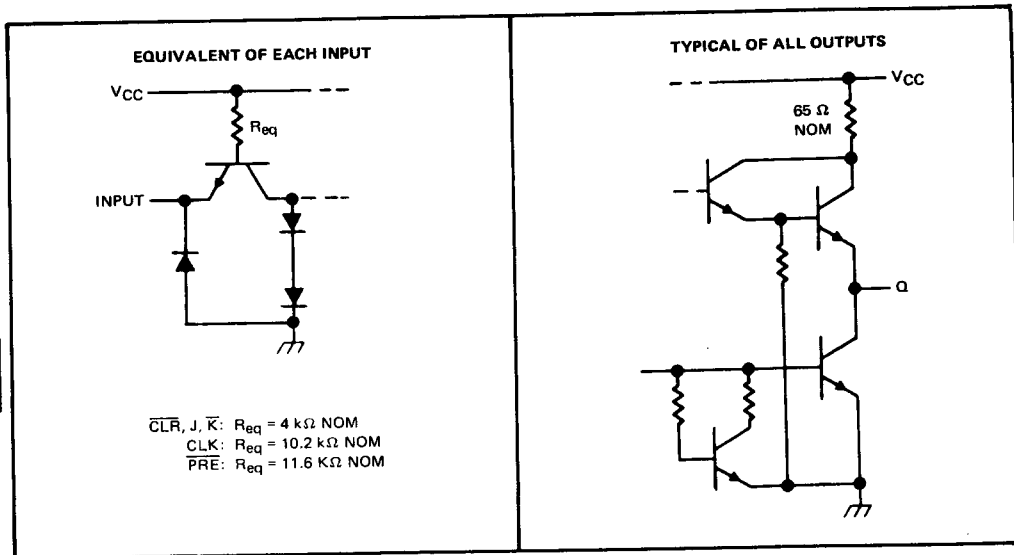 EQUIVALENT OF EACH INPUT
VCC
Req
INPUT
CLR, J, K: Req = 4 kΩ NOM
CLK: Req = 10.2 kΩ NOM
PRE: Req = 11.6 KΩ NOM
TYPICAL OF ALL OUTPUTS
VCC
65 Ω
NOM
Q